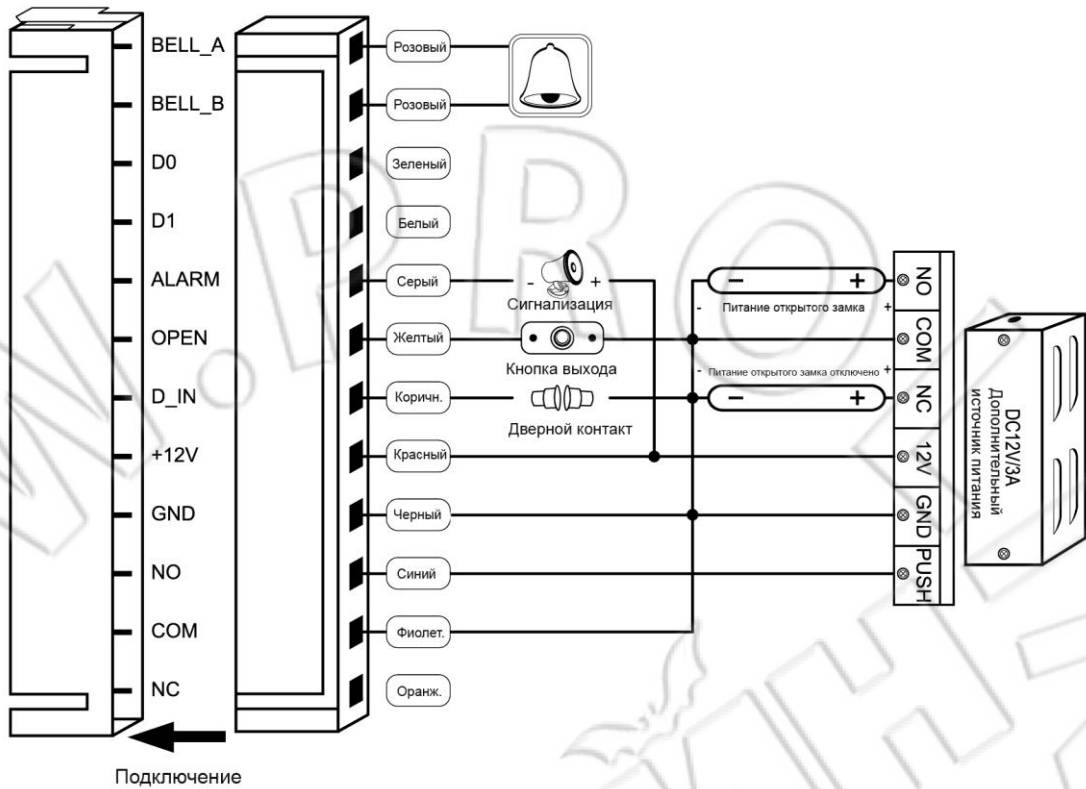 BELL_A
Розовый
BELL_B
Розовый
D0
Зеленый
D1
Белый
ALARM
Серый
- +
Сигнализация
- +
NO
- Питание открытого замка +
OPEN
Желтый
COM
Кнопка выхода
- Питание открытого замка отключено +
D_IN
Коричн.
- +
NC
Дверной контакт
+12V
Красный
12V
GND
Черный
GND
NO
Синий
PUSH
COM
Фиолет.
NC
Оранж.
DC12V/3A
Дополнительный
источник питания
Подключение
W.PRO